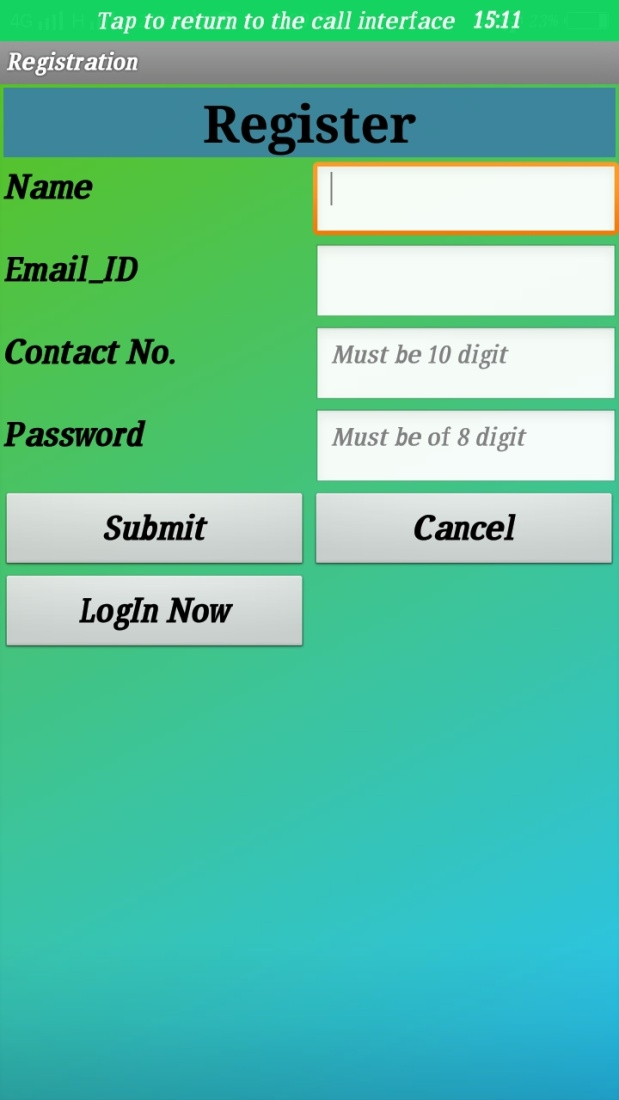 Tap to return to the call interface 15:11
Registration
Register
Name
Email_ID
Contact No. Must be 10 digit
Password Must be of 8 digit
Submit Cancel
LogIn Now